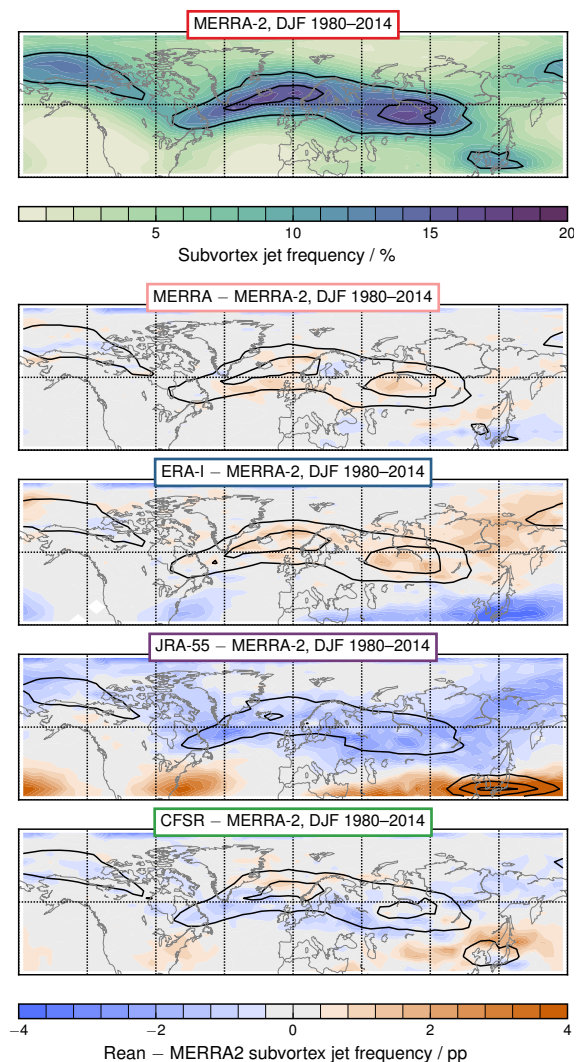 MERRA-2, DJF 1980–2014
5
10
15
20
Subvortex jet frequency / %
MERRA − MERRA-2, DJF 1980–2014
ERA-I − MERRA-2, DJF 1980–2014
JRA-55 − MERRA-2, DJF 1980–2014
CFSR − MERRA-2, DJF 1980–2014
−4
−2
0
2
4
Rean − MERRA2 subvortex jet frequency / pp